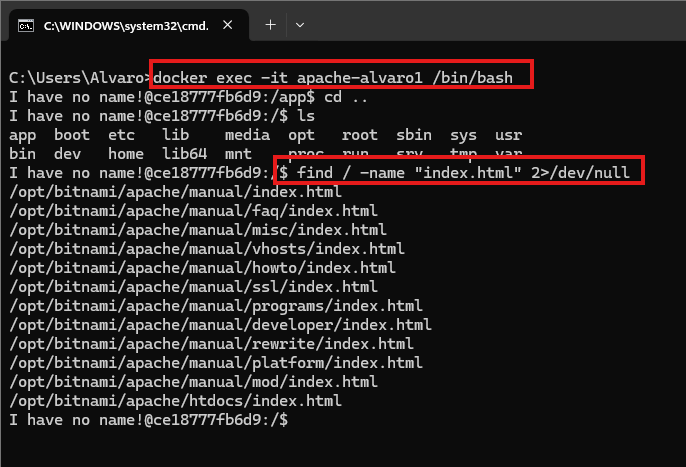 C:\WINDOWS\system32\cmd.
C:\Users\Alvaro>docker exec -it apache-alvaro1 /bin/bash
I have no name!@ce18777fb6d9:/app$ cd ..
I have no name!@ce18777fb6d9:/$ ls
app boot etc lib media opt root sbin sys usr
bin dev home lib64 mnt proc run srv tmp var
I have no name!@ce18777fb6d9:/$ find / -name "index.html" 2>/dev/null
/opt/bitnami/apache/manual/index.html
/opt/bitnami/apache/manual/faq/index.html
/opt/bitnami/apache/manual/misc/index.html
/opt/bitnami/apache/manual/vhosts/index.html
/opt/bitnami/apache/manual/howto/index.html
/opt/bitnami/apache/manual/ssl/index.html
/opt/bitnami/apache/manual/programs/index.html
/opt/bitnami/apache/manual/developer/index.html
/opt/bitnami/apache/manual/rewrite/index.html
/opt/bitnami/apache/manual/platform/index.html
/opt/bitnami/apache/manual/mod/index.html
/opt/bitnami/apache/htdocs/index.html
I have no name!@ce18777fb6d9:/$